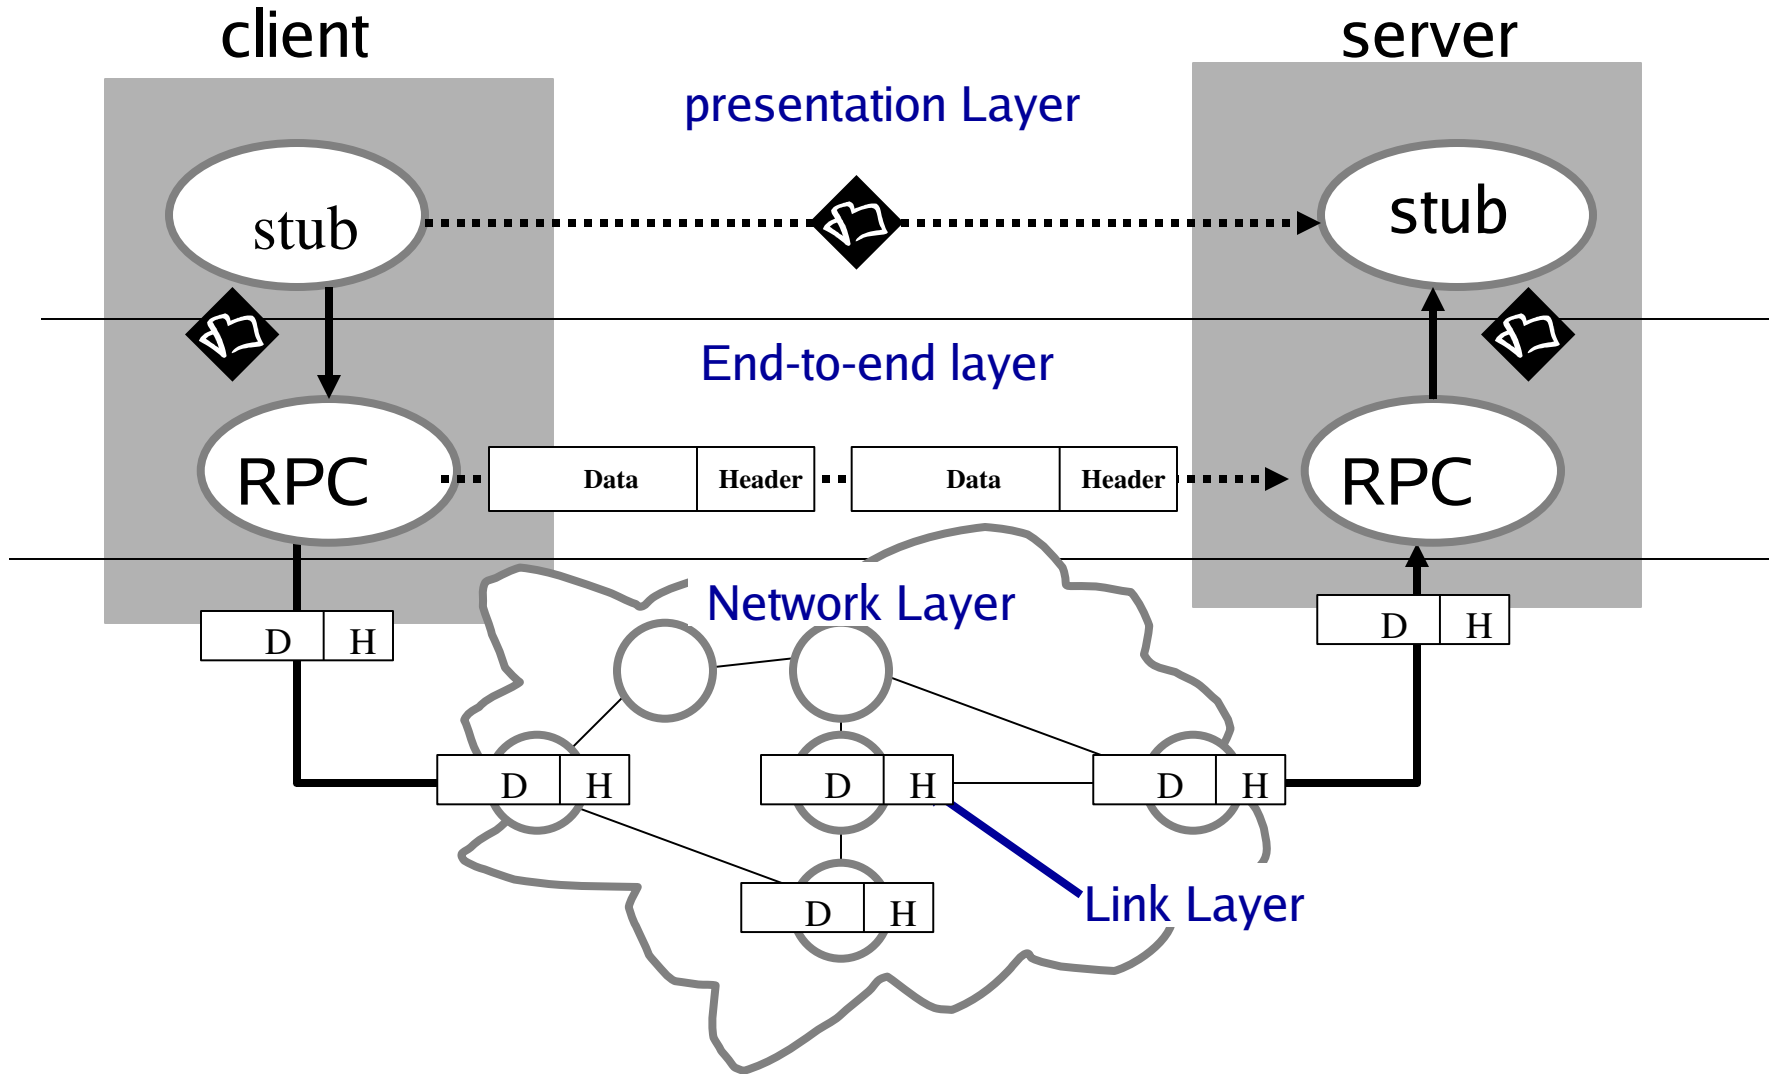 client
server
presentation Layer
stub
stub
End-to-end layer
RPC
Data
Header
Data
Header
RPC
Network Layer
D
H
D
H
D
H
D
H
D
H
D
H
Link Layer